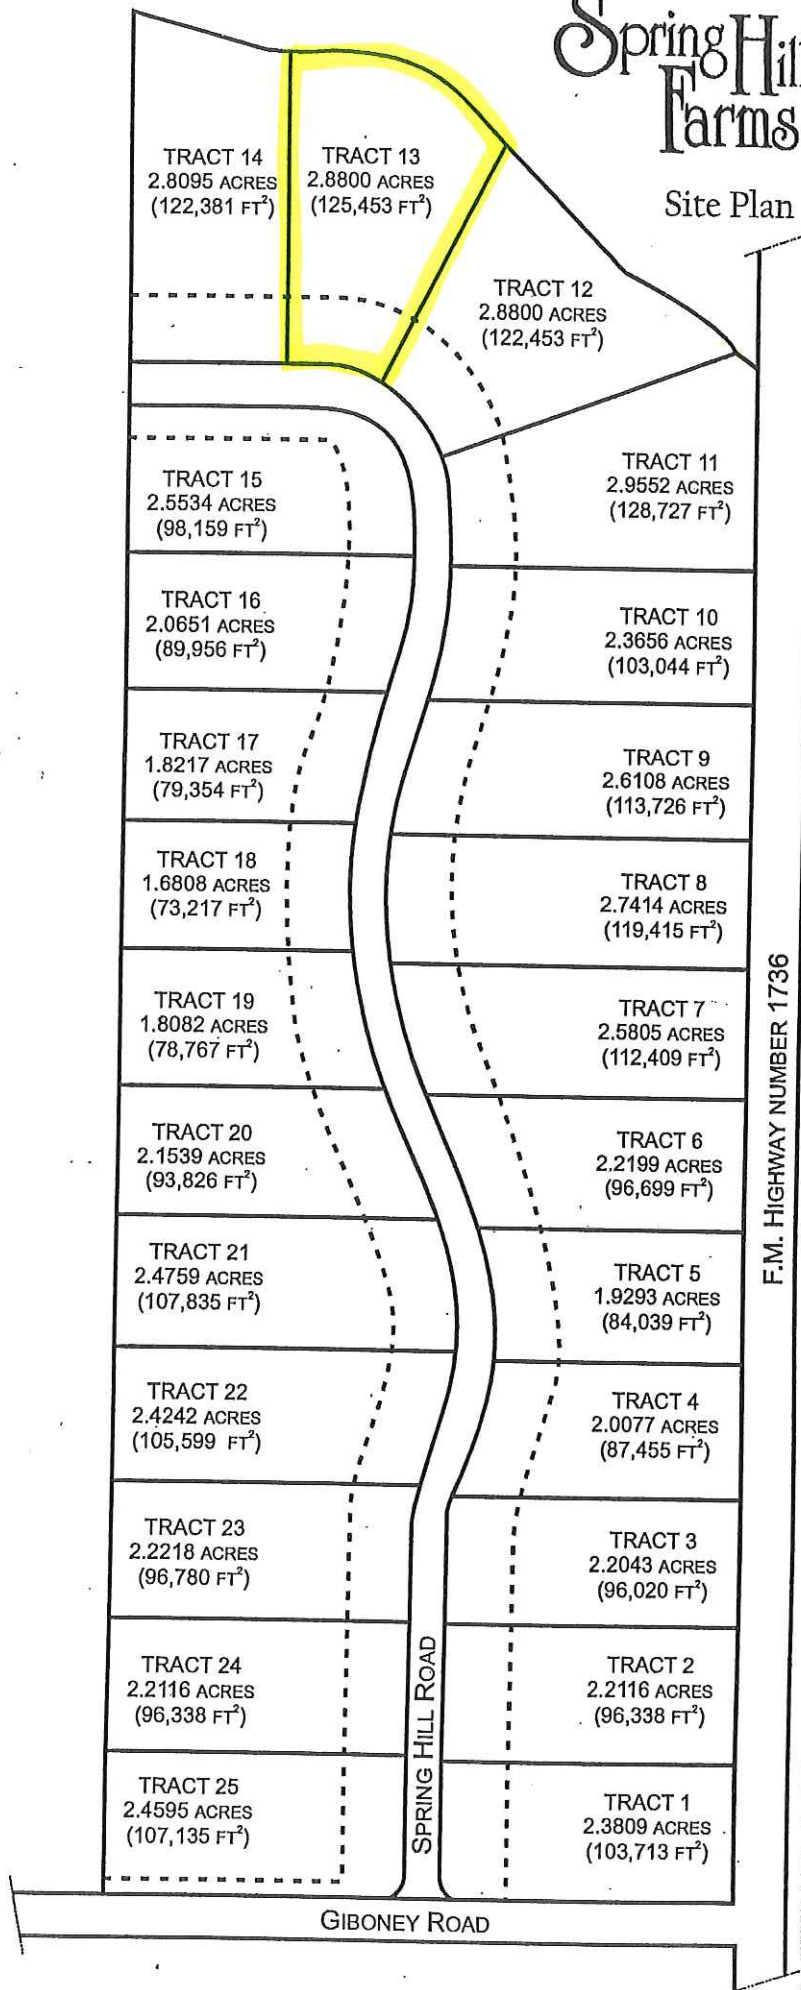 Spring Hill
Farms
Site Plan
TRACT 14
2.8095 ACRES
(122,381 FT²)
TRACT 13
2.8800 ACRES
(125,453 FT²)
TRACT 12
2.8800 ACRES
(122,453 FT²)
TRACT 11
2.9552 ACRES
(128,727 FT²)
TRACT 15
2.5534 ACRES
(98,159 FT²)
TRACT 16
2.0651 ACRES
(89,956 FT²)
TRACT 10
2.3656 ACRES
(103,044 FT²)
TRACT 17
1.8217 ACRES
(79,354 FT²)
TRACT 9
2.6108 ACRES
(113,726 FT²)
TRACT 18
1.6808 ACRES
(73,217 FT²)
TRACT 8
2.7414 ACRES
(119,415 FT²)
TRACT 19
1.8082 ACRES
(78,767 FT²)
TRACT 7
2.5805 ACRES
(112,409 FT²)
TRACT 20
2.1539 ACRES
(93,826 FT²)
TRACT 6
2.2199 ACRES
(96,699 FT²)
TRACT 21
2.4759 ACRES
(107,835 FT²)
TRACT 5
1.9293 ACRES
(84,039 FT²)
TRACT 22
2.4242 ACRES
(105,599 FT²)
TRACT 4
2.0077 ACRES
(87,455 FT²)
TRACT 23
2.2218 ACRES
(96,780 FT²)
TRACT 3
2.2043 ACRES
(96,020 FT²)
TRACT 24
2.2116 ACRES
(96,338 FT²)
TRACT 2
2.2116 ACRES
(96,338 FT²)
TRACT 25
2.4595 ACRES
(107,135 FT²)
TRACT 1
2.3809 ACRES
(103,713 FT²)
SPRING HILL ROAD
F.M. HIGHWAY NUMBER 1736
GIBONEY ROAD